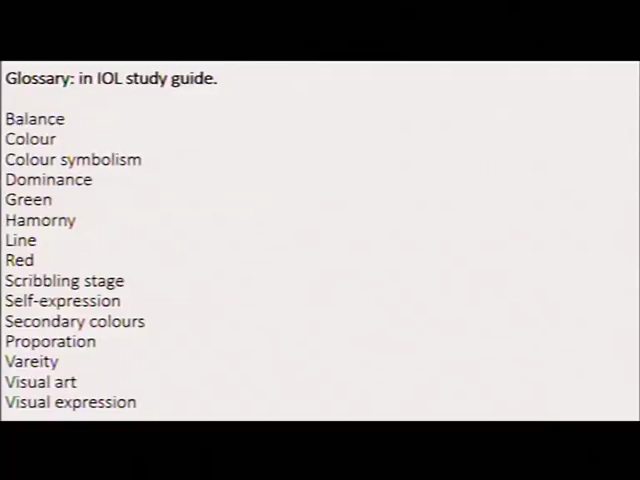 Glossary: in IOL study guide.
Balance
Colour
Colour symbolism
Dominance
Green
Hamorny
Line
Red
Scribbling stage
Self-expression
Secondary colours
Proporation
Vareity
Visual art
Visual expression